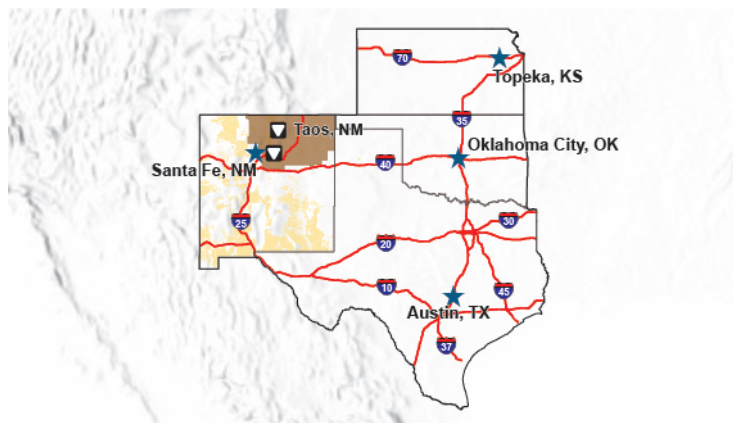 70
Topeka, KS
35
Taos, NM
Oklahoma City, OK
Santa Fe, NM
40
25
30
20
10
45
Austin, TX
37